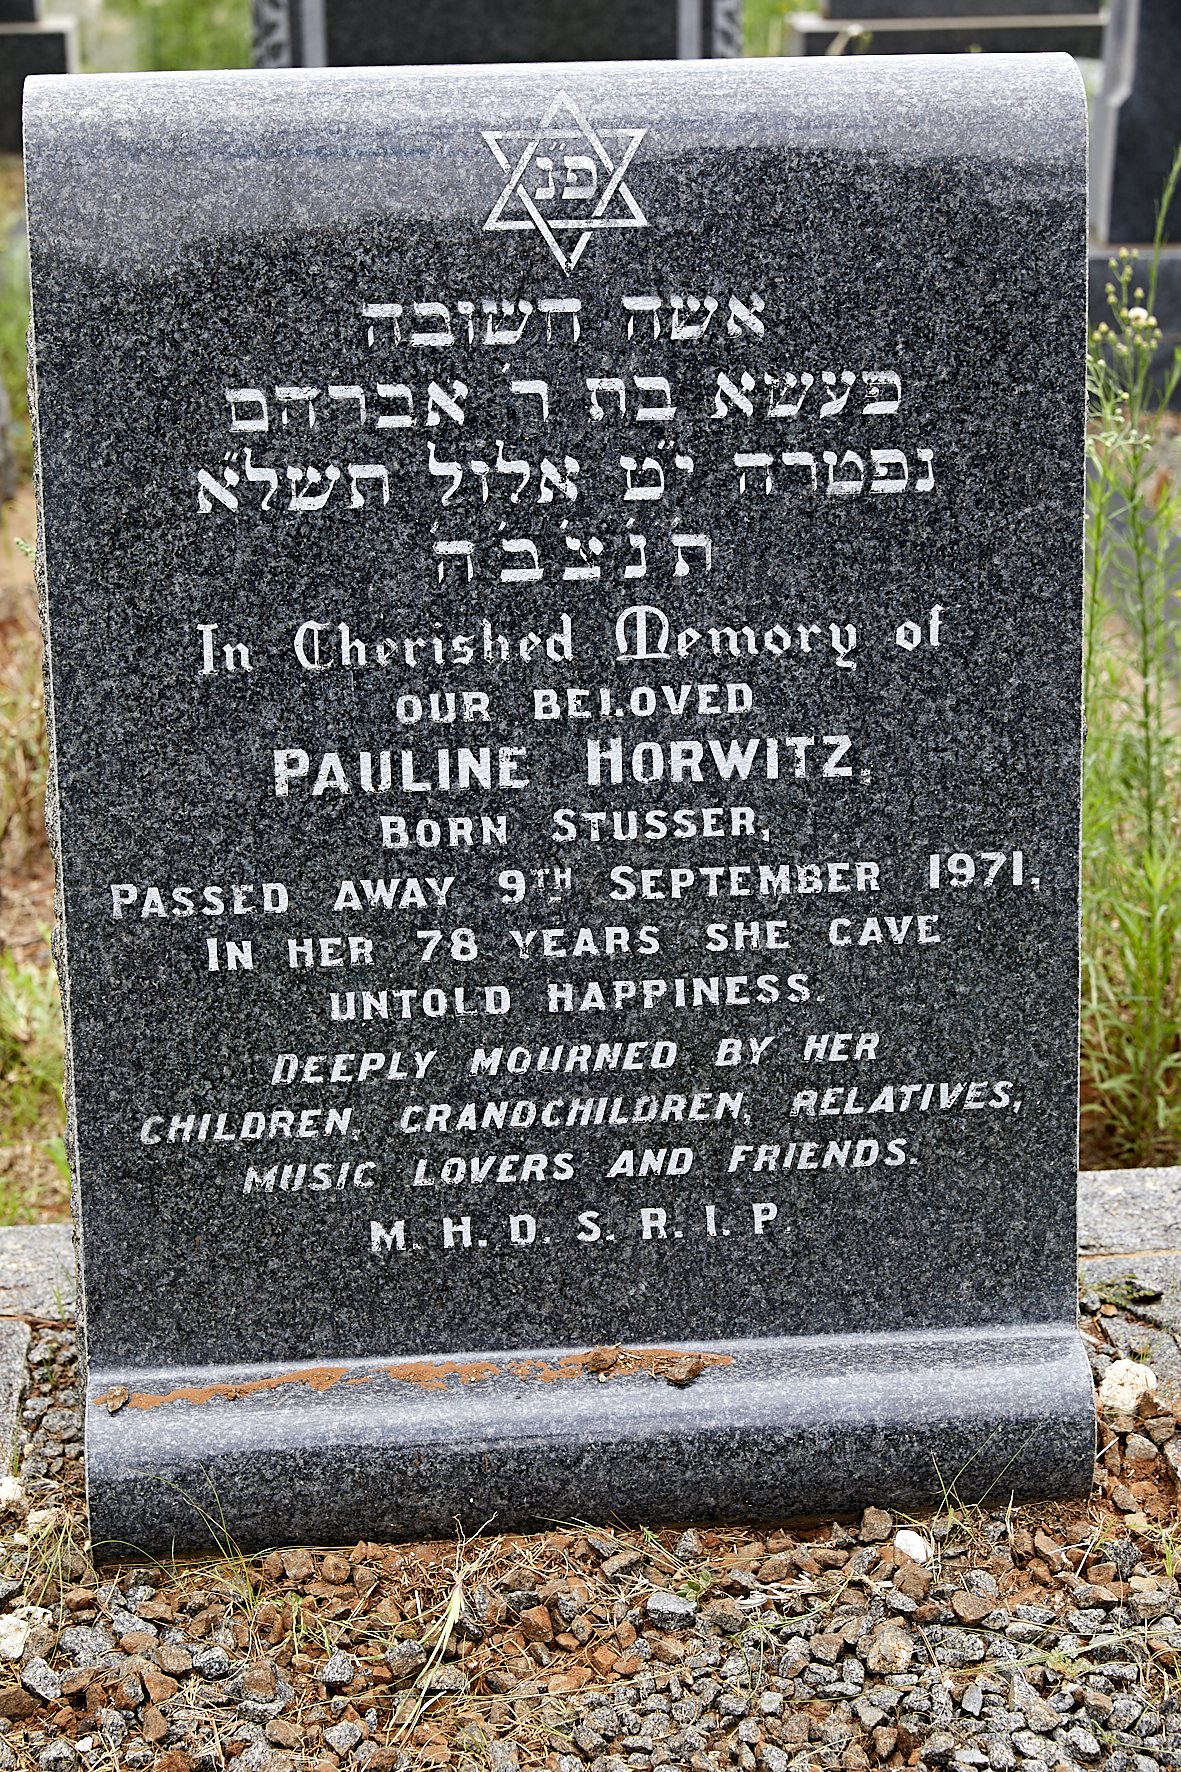 פ״נ
אשה חשובה
פעשא בת ר׳ אברהם
נפטרה י״ט אלול תשל״א
ת׳ נ׳ צ׳ ב׳ ה׳
In Cherished Memory of
OUR BELOVED
PAULINE HORWITZ,
BORN STUSSER,
PASSED AWAY 9TH SEPTEMBER 1971,
IN HER 78 YEARS SHE GAVE
UNTOLD HAPPINESS.
DEEPLY MOURNED BY HER
CHILDREN, GRANDCHILDREN, RELATIVES,
MUSIC LOVERS AND FRIENDS.
M. H. D. S. R. I. P.